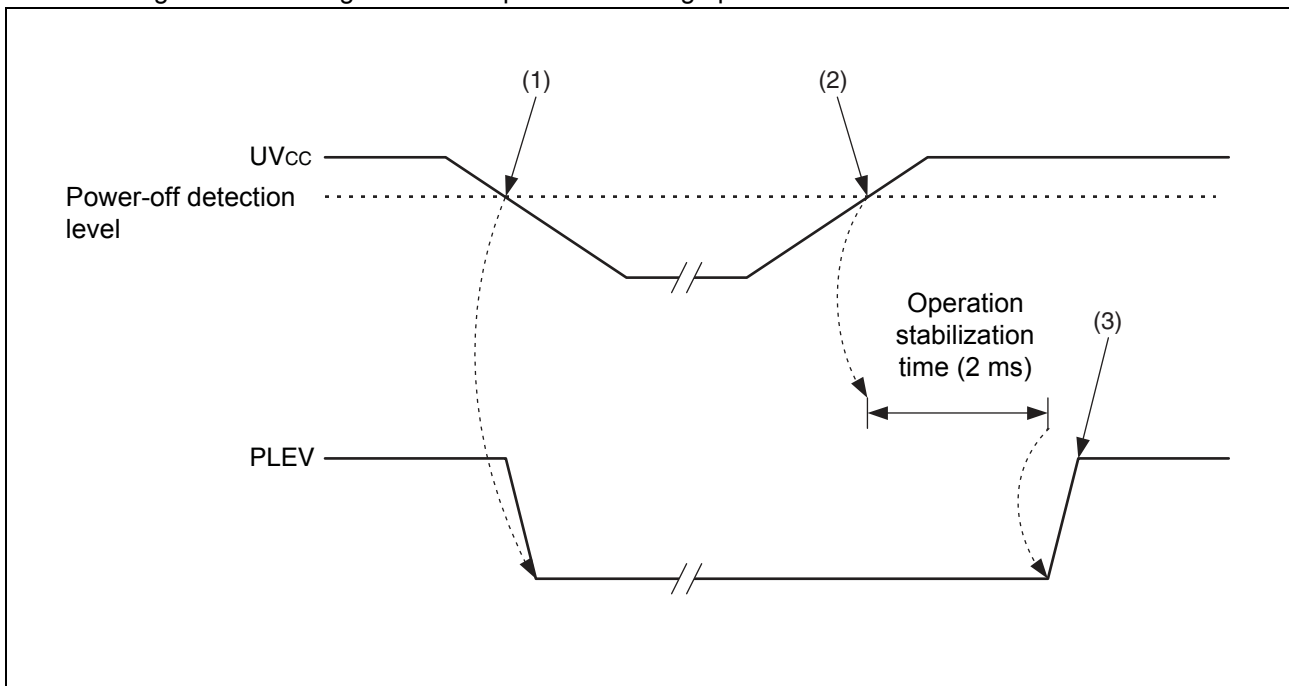 (1)
(2)
UVCC
Power-off detection
level
Operation
stabilization
time (2 ms)
(3)
PLEV